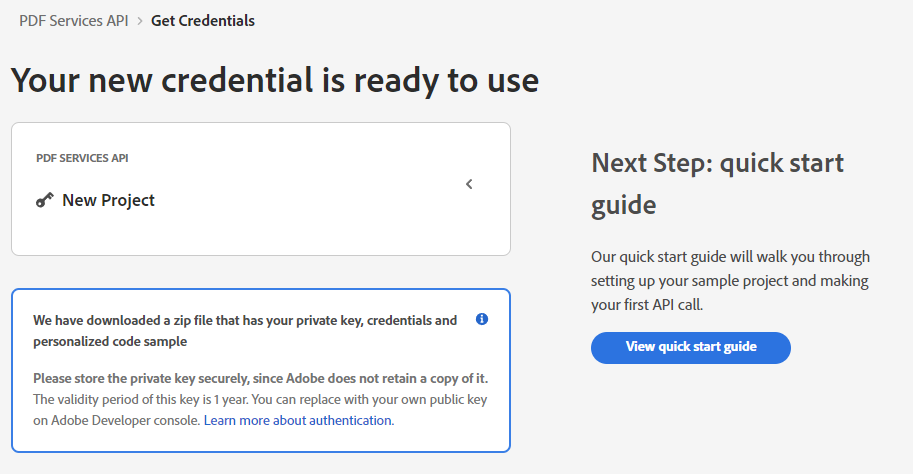 PDF Services API > Get Credentials
Your new credential is ready to use
PDF SERVICES API
New Project
We have downloaded a zip file that has your private key, credentials and
personalized code sample
Please store the private key securely, since Adobe does not retain a copy of it.
The validity period of this key is 1 year. You can replace with your own public key
on Adobe Developer console. Learn more about authentication.
Next Step: quick start
guide
Our quick start guide will walk you through
setting up your sample project and making
your first API call.
View quick start guide